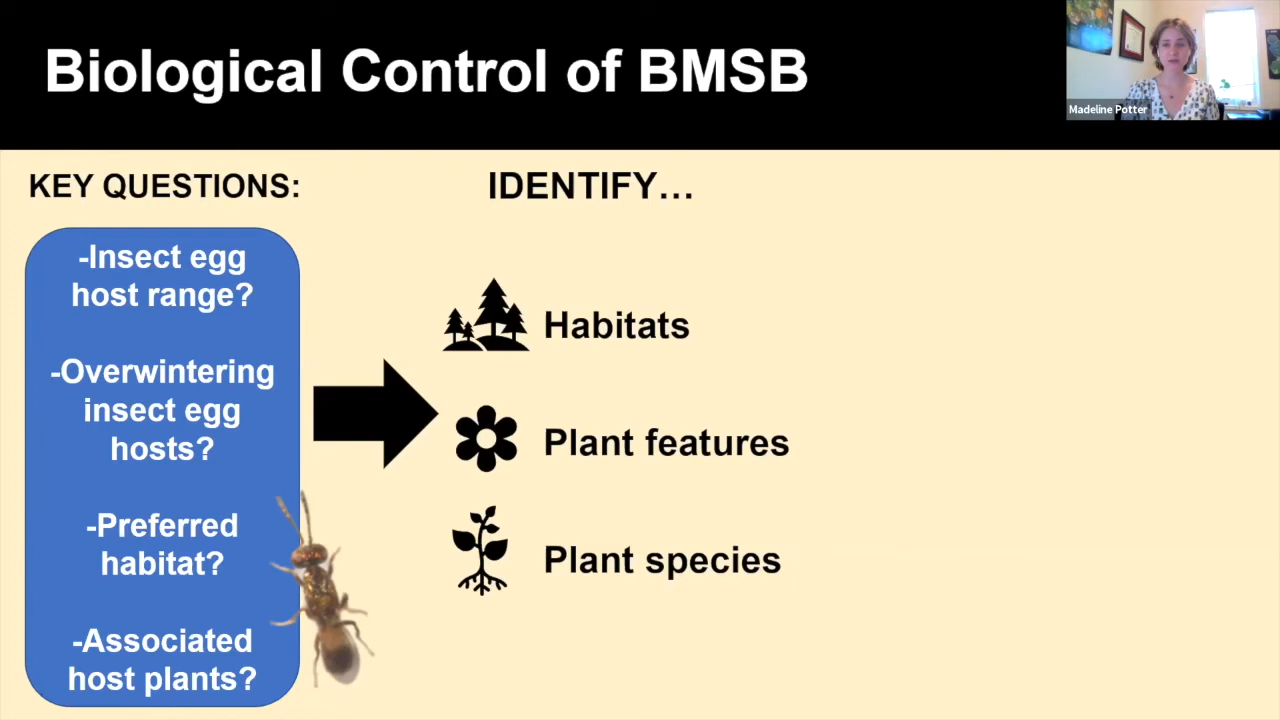 Biological Control of BMSB
Madeline Potter
KEY QUESTIONS:
-Insect egg
host range?
-Overwintering
insect egg
hosts?
-Preferred
habitat?
-Associated
host plants?
IDENTIFY...
Habitats
Plant features
Plant species